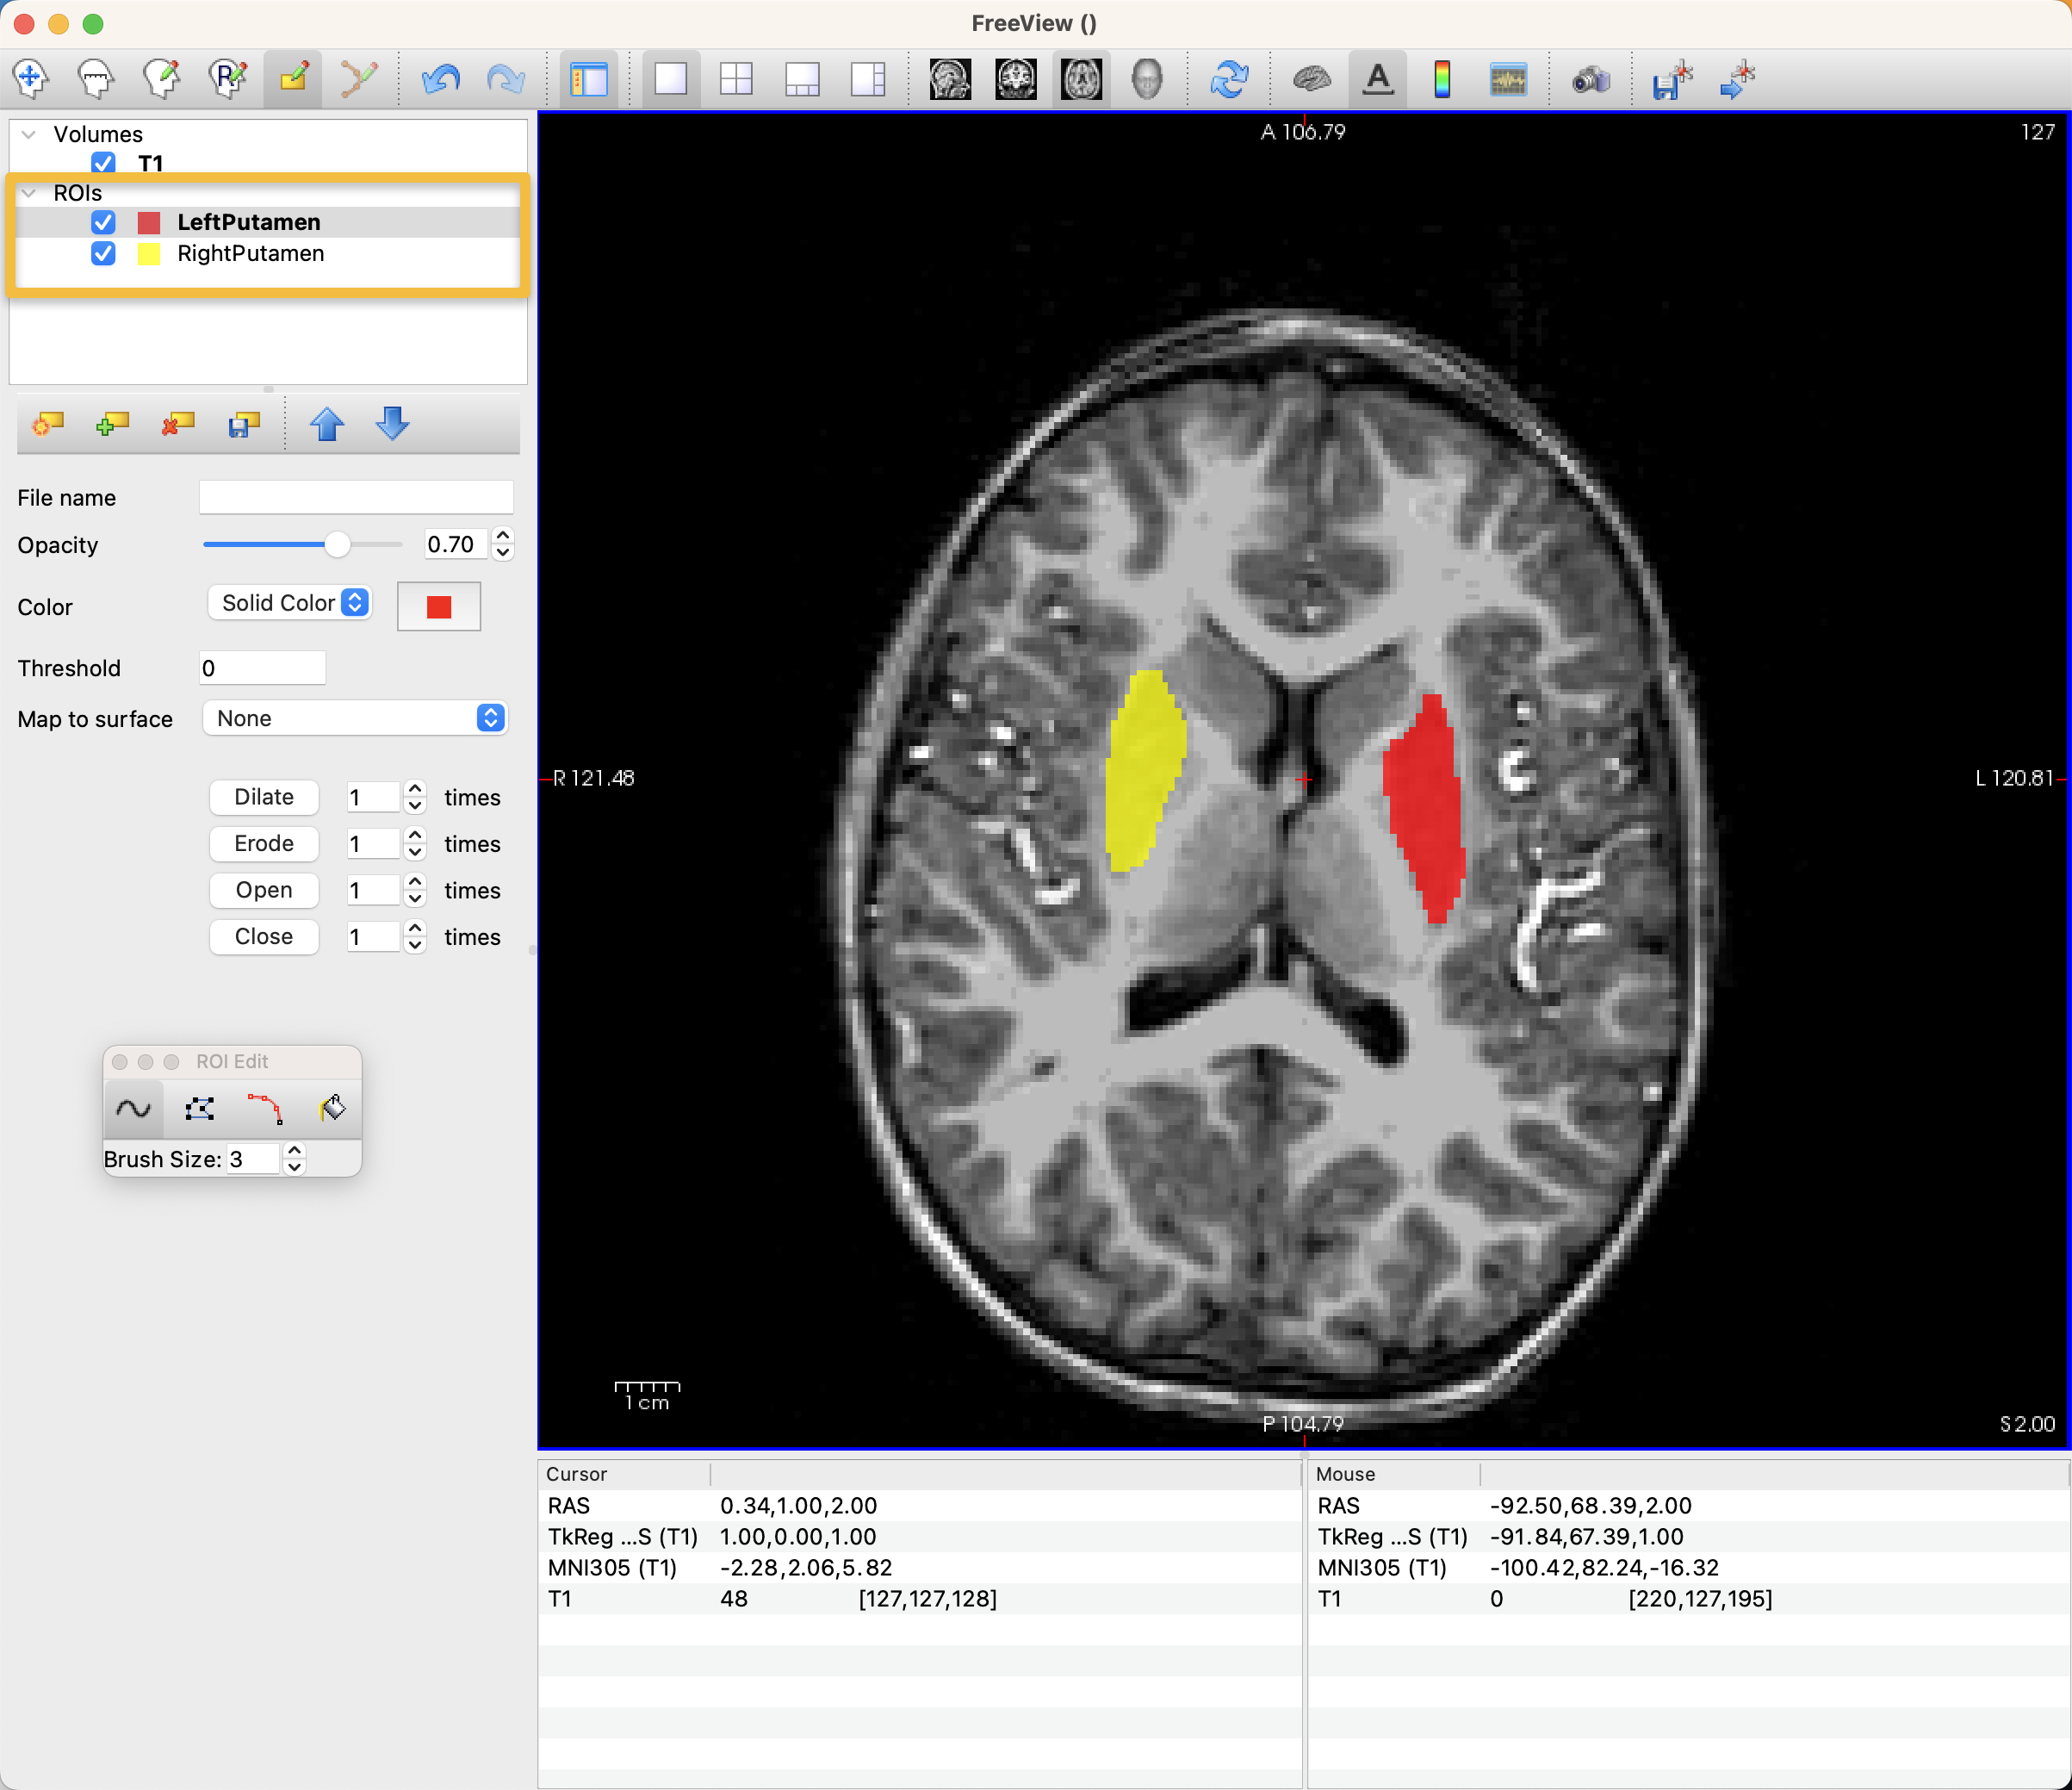 FreeView ()
Volumes
T1
ROIs
LeftPutamen
RightPutamen
File name
Opacity 0.70
Color Solid Color
Threshold 0
Map to surface None
Dilate 1 times
Erode 1 times
Open 1 times
Close 1 times
ROI Edit
Brush Size: 3
A 106.79
127
R 121.48
L 120.81
1 cm
P 104.79
S 2.00
Cursor
RAS 0.34,1.00,2.00
TkReg ...S (T1) 1.00,0.00,1.00
MNI305 (T1) -2.28,2.06,5.82
T1 48 [127,127,128]
Mouse
RAS -92.50,68.39,2.00
TkReg ...S (T1) -91.84,67.39,1.00
MNI305 (T1) -100.42,82.24,-16.32
T1 0 [220,127,195]